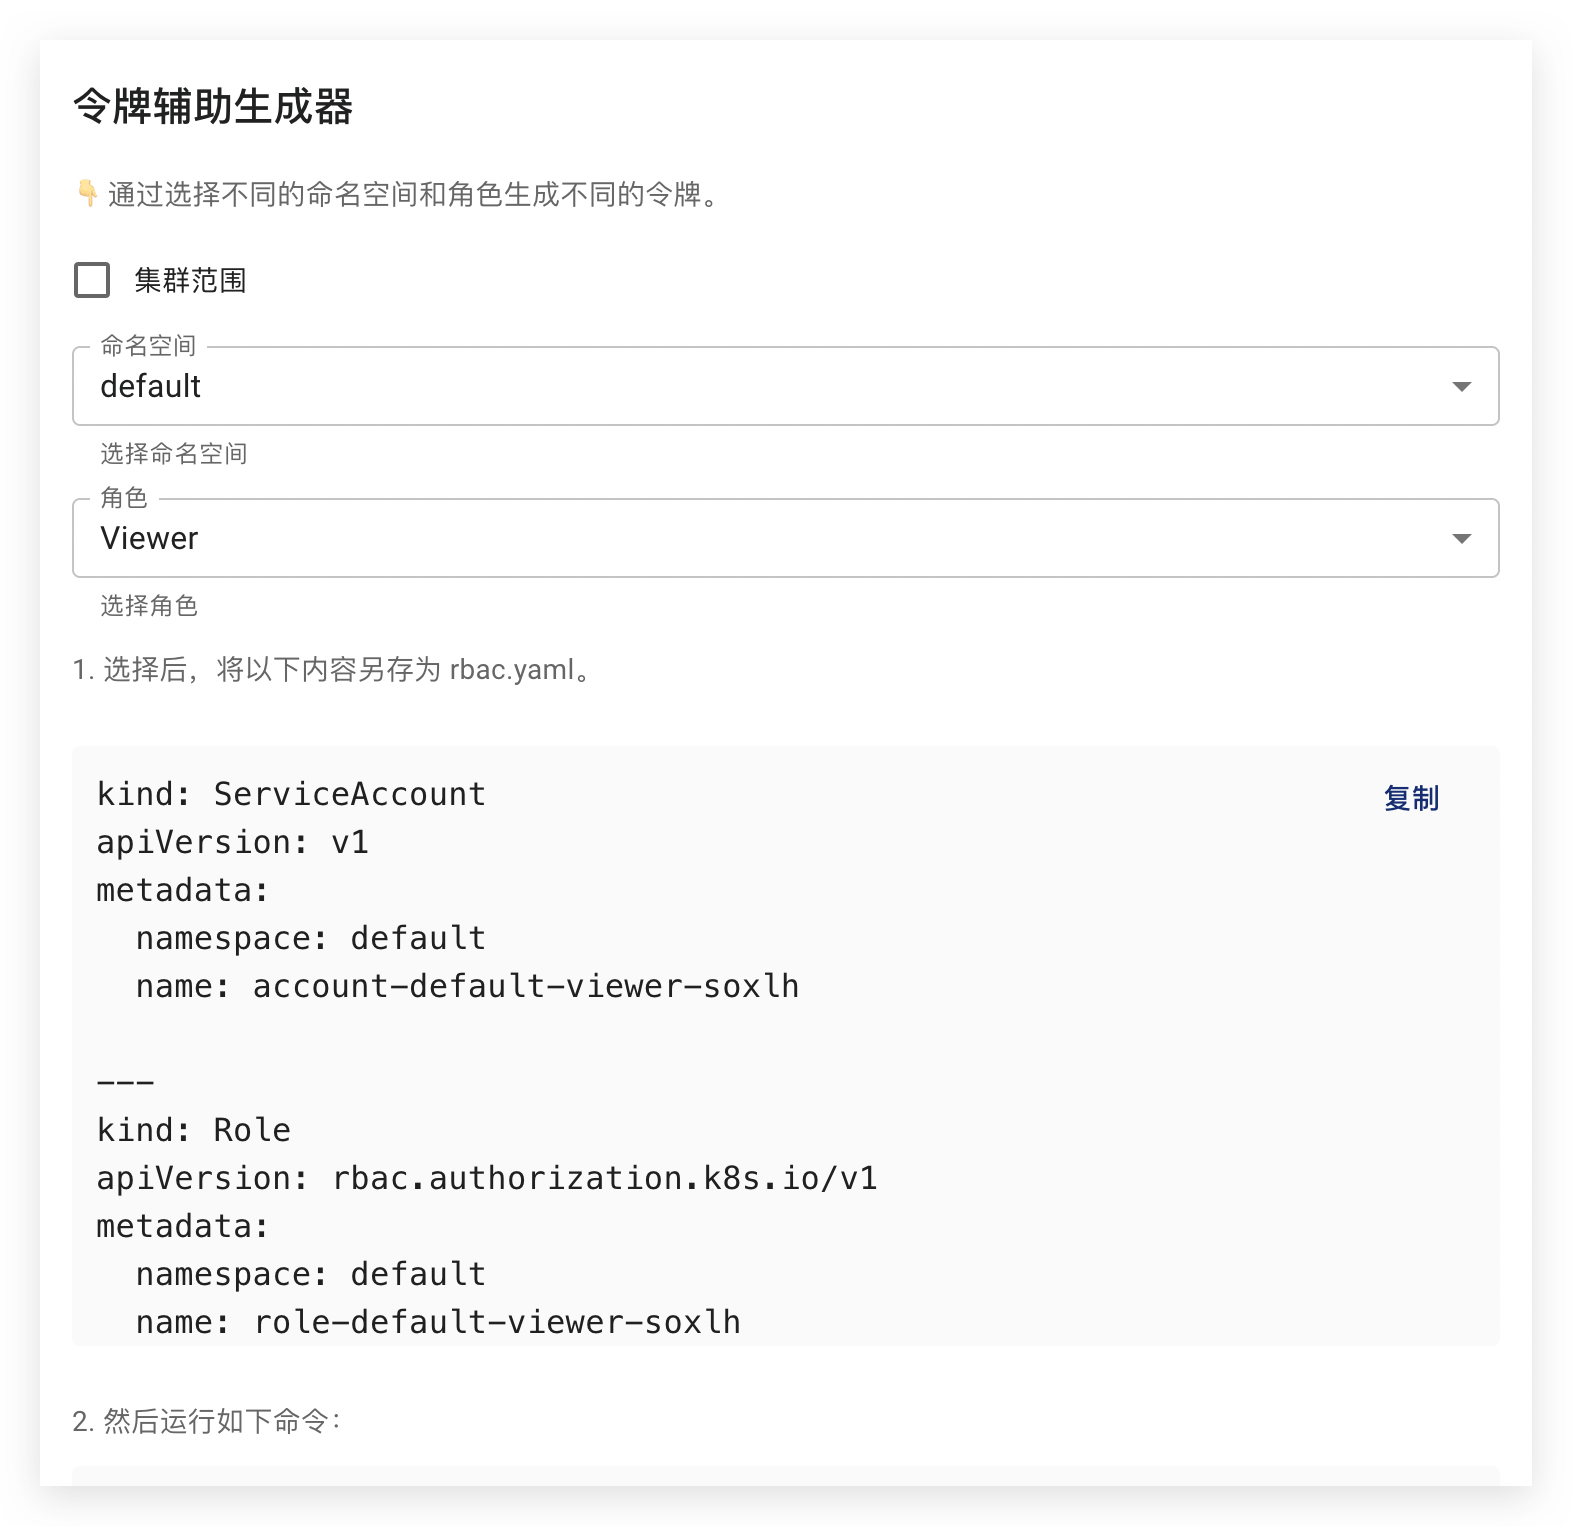 令牌辅助生成器
👇 通过选择不同的命名空间和角色生成不同的令牌。
集群范围
命名空间
default
选择命名空间
角色
Viewer
选择角色
1. 选择后，将以下内容另存为 rbac.yaml。
复制
kind: ServiceAccount
apiVersion: v1
metadata:
  namespace: default
  name: account-default-viewer-soxlh
---
kind: Role
apiVersion: rbac.authorization.k8s.io/v1
metadata:
  namespace: default
  name: role-default-viewer-soxlh
2. 然后运行如下命令：